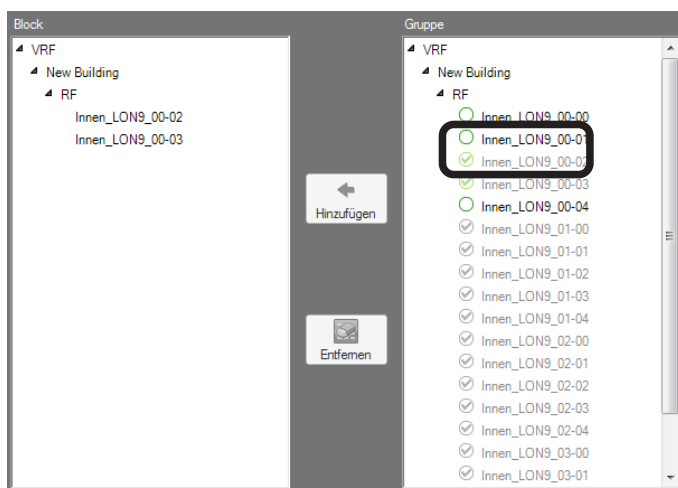 Block
VRF
New Building
RF
Innen_LON9_00-02
Innen_LON9_00-03
Hinzufügen
Entfernen
Gruppe
VRF
New Building
RF
Innen_LON9_00-00
Innen_LON9_00-01
Innen_LON9_00-02
Innen_LON9_00-03
Innen_LON9_00-04
Innen_LON9_01-00
Innen_LON9_01-01
Innen_LON9_01-02
Innen_LON9_01-03
Innen_LON9_01-04
Innen_LON9_02-00
Innen_LON9_02-01
Innen_LON9_02-02
Innen_LON9_02-03
Innen_LON9_02-04
Innen_LON9_03-00
Innen_LON9_03-01